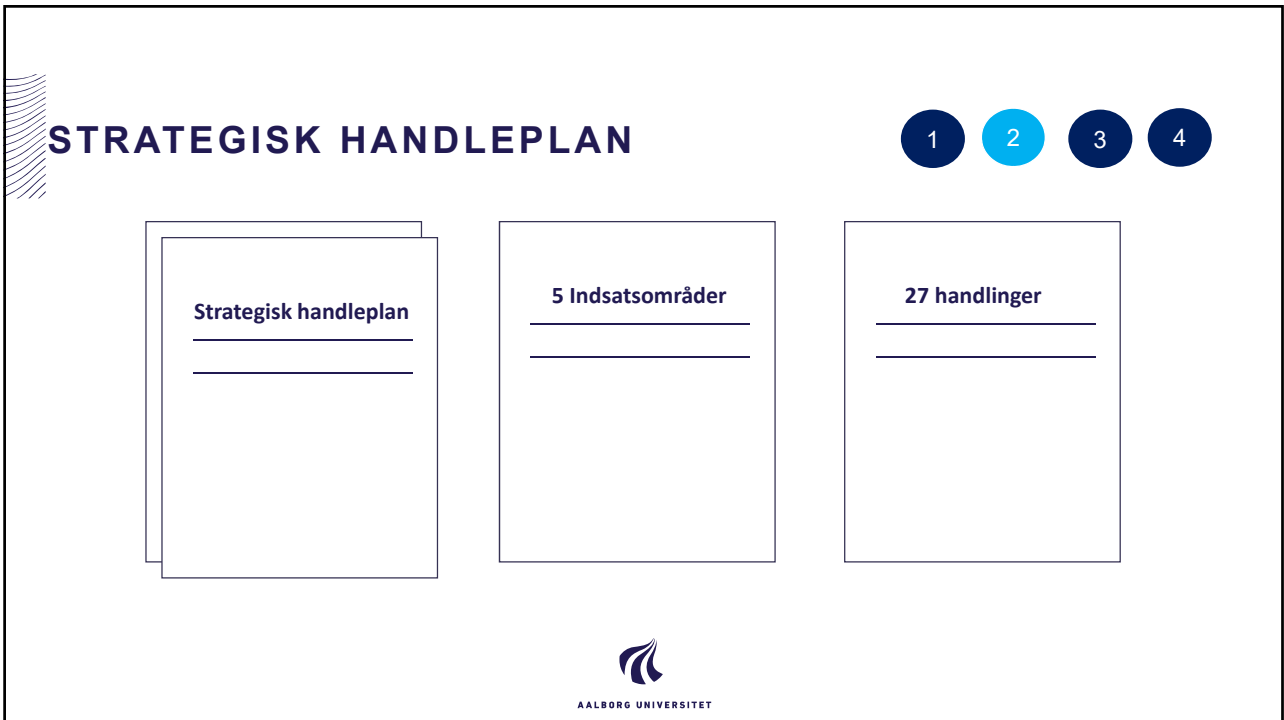 STRATEGISK HANDLEPLAN
1 2 3 4
Strategisk handleplan
5 Indsatsområder
27 handlinger
AALBORG UNIVERSITET